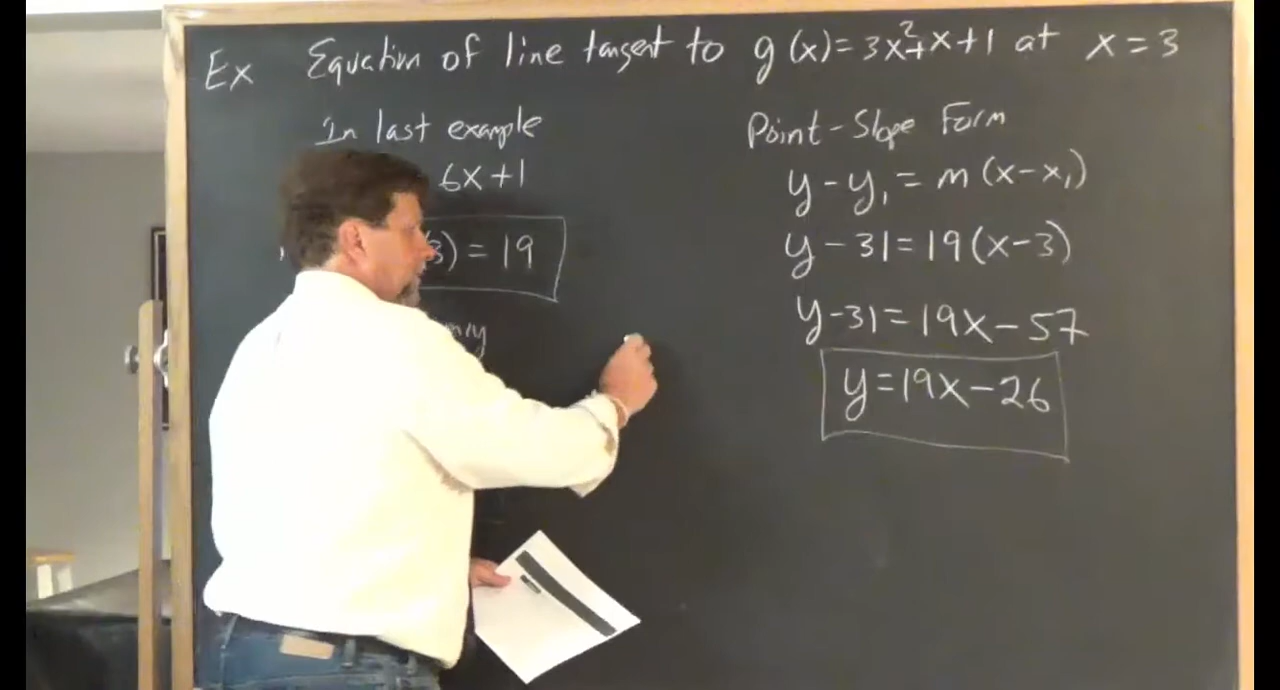 Ex Equation of line tangent to g(x)=3x²+x+1 at x=3
In last example
6x+1
3)=19
Point-Slope Form
y-y₁=m(x-x₁)
y-31=19(x-3)
y-31=19x-57
y=19x-26